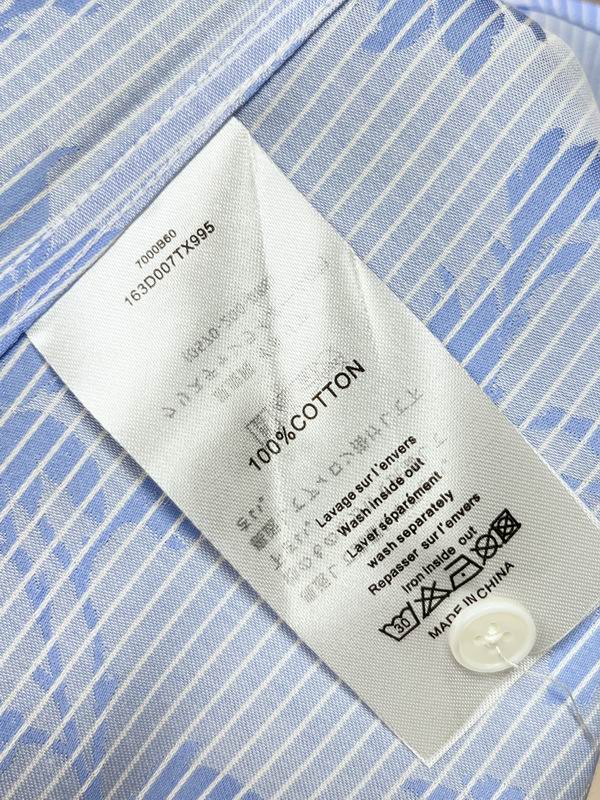 7000B60
163D007TX995
100%COTTON
Lavage sur l'envers
Wash inside out
Laver séparément
wash separately
Repasser sur l'envers
Iron inside out
30
MADE IN CHINA